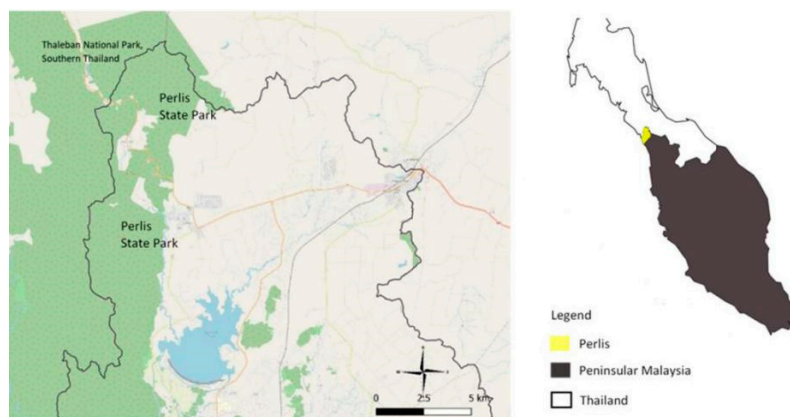 Thaleban National Park,
Southern Thailand
Perlis
State Park
Perlis
State Park
0 2.5 5 km
Legend
Perlis
Peninsular Malaysia
Thailand